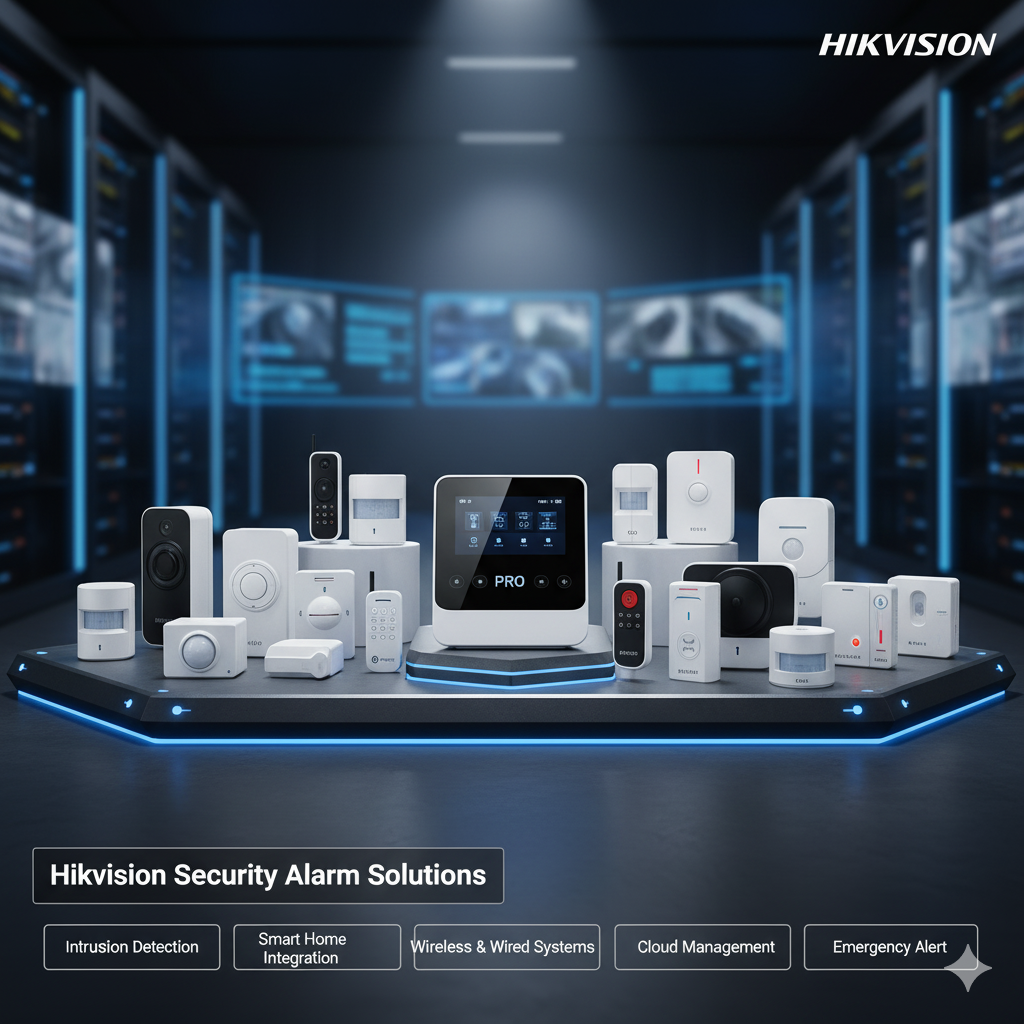 HIKVISION
PRO
Hikvision Security Alarm Solutions
Intrusion Detection
Smart Home
Integration
Wireless & Wired Systems
Cloud Management
Emergency Alert